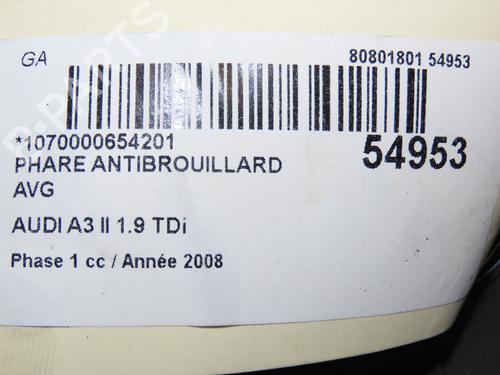 GA
80801801 54953
*1070000654201
54953
PHARE ANTIBROUILLARD
AVG
AUDI A3 II 1.9 TDi
Phase 1 cc / Année 2008
B-PARTS